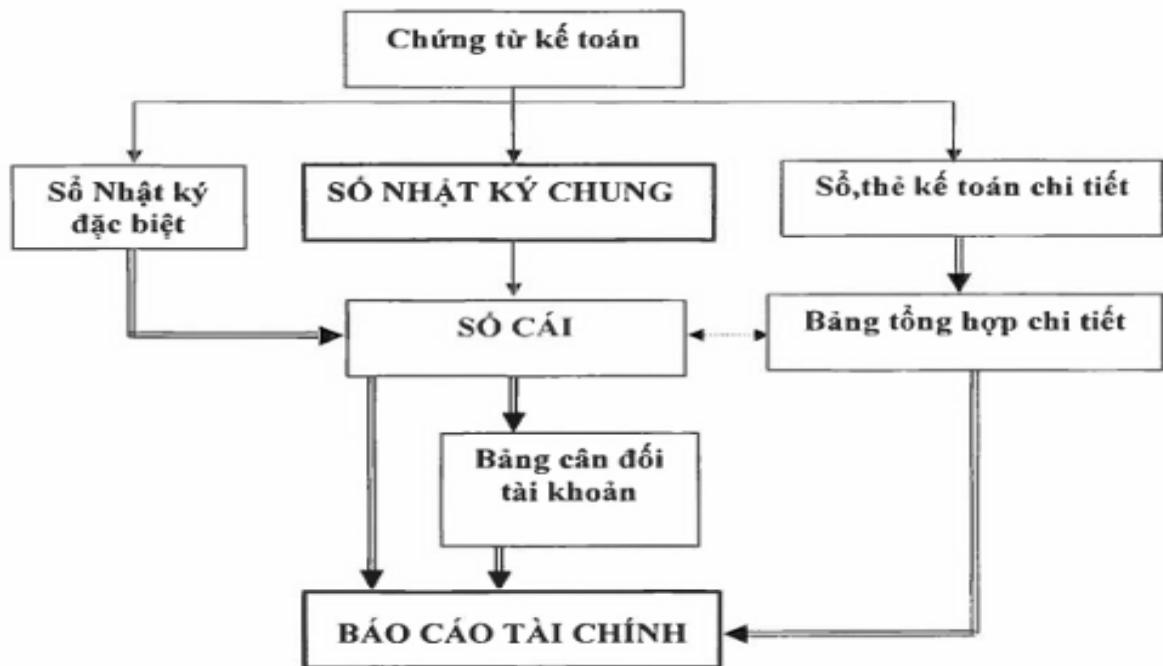 Chứng từ kế toán
Sổ Nhật ký
đặc biệt
SỔ NHẬT KÝ CHUNG
Sổ,thẻ kế toán chi tiết
SỔ CÁI
Bảng tổng hợp chi tiết
Bảng cân đối
tài khoản
BÁO CÁO TÀI CHÍNH